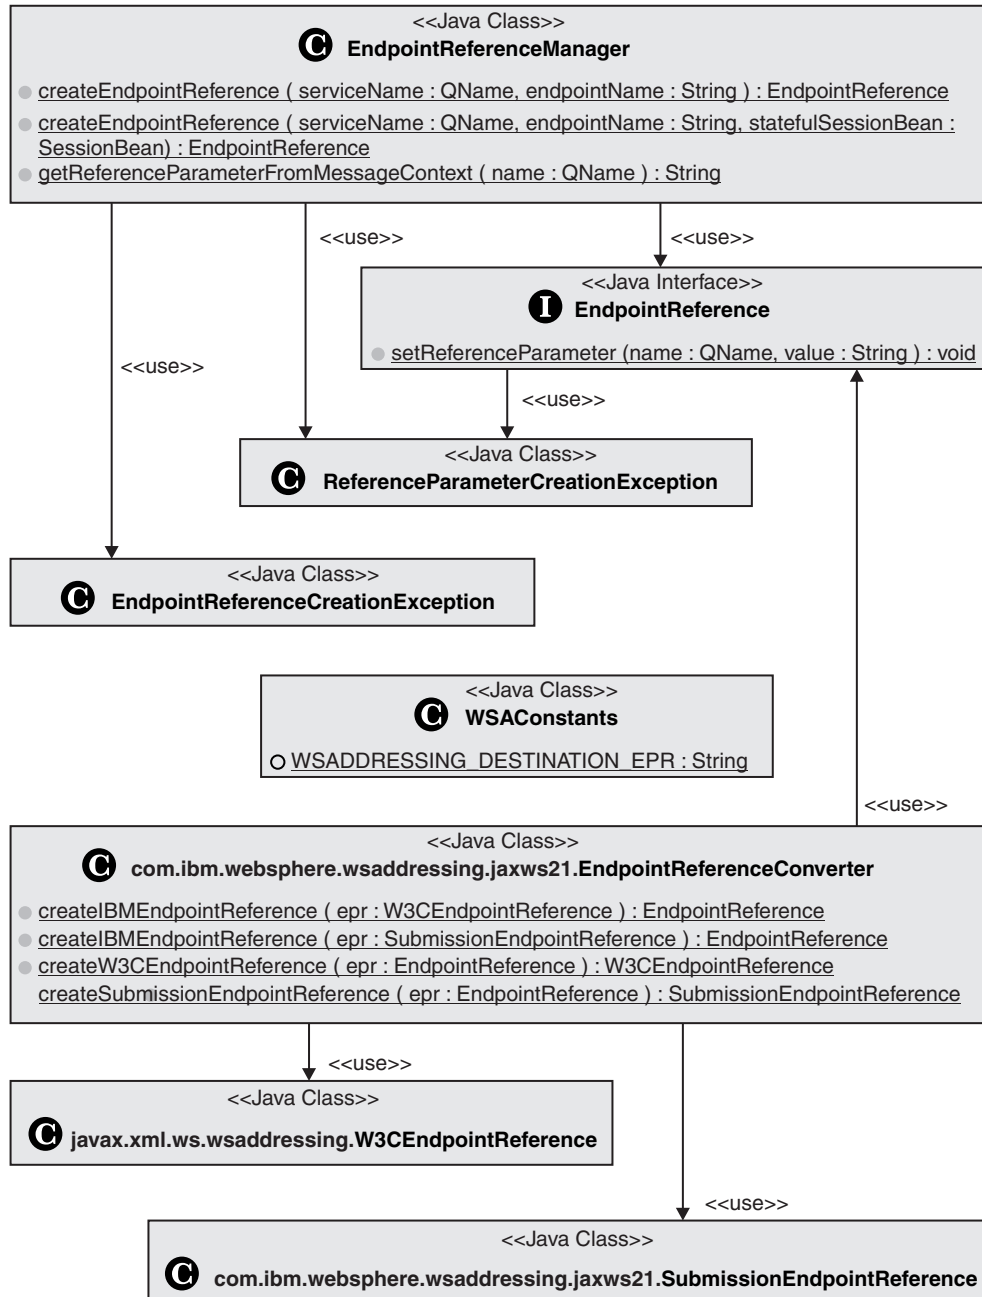 <<Java Class>>
C EndpointReferenceManager
createEndpointReference ( serviceName : QName, endpointName : String ) : EndpointReference
createEndpointReference ( serviceName : QName, endpointName : String, statefulSessionBean :
SessionBean) : EndpointReference
getReferenceParameterFromMessageContext ( name : QName ) : String
<<use>>
<<use>>
<<Java Interface>>
I EndpointReference
setReferenceParameter (name : QName, value : String ) : void
<<use>>
<<use>>
<<Java Class>>
C ReferenceParameterCreationException
<<Java Class>>
C EndpointReferenceCreationException
<<Java Class>>
C WSAConstants
WSADDRESSING_DESTINATION_EPR : String
<<use>>
<<Java Class>>
C com.ibm.websphere.wsaddressing.jaxws21.EndpointReferenceConverter
createIBMEndpointReference ( epr : W3CEndpointReference ) : EndpointReference
createIBMEndpointReference ( epr : SubmissionEndpointReference ) : EndpointReference
createW3CEndpointReference ( epr : EndpointReference ) : W3CEndpointReference
createSubmissionEndpointReference ( epr : EndpointReference ) : SubmissionEndpointReference
<<use>>
<<Java Class>>
C javax.xml.ws.wsaddressing.W3CEndpointReference
<<use>>
<<Java Class>>
C com.ibm.websphere.wsaddressing.jaxws21.SubmissionEndpointReference